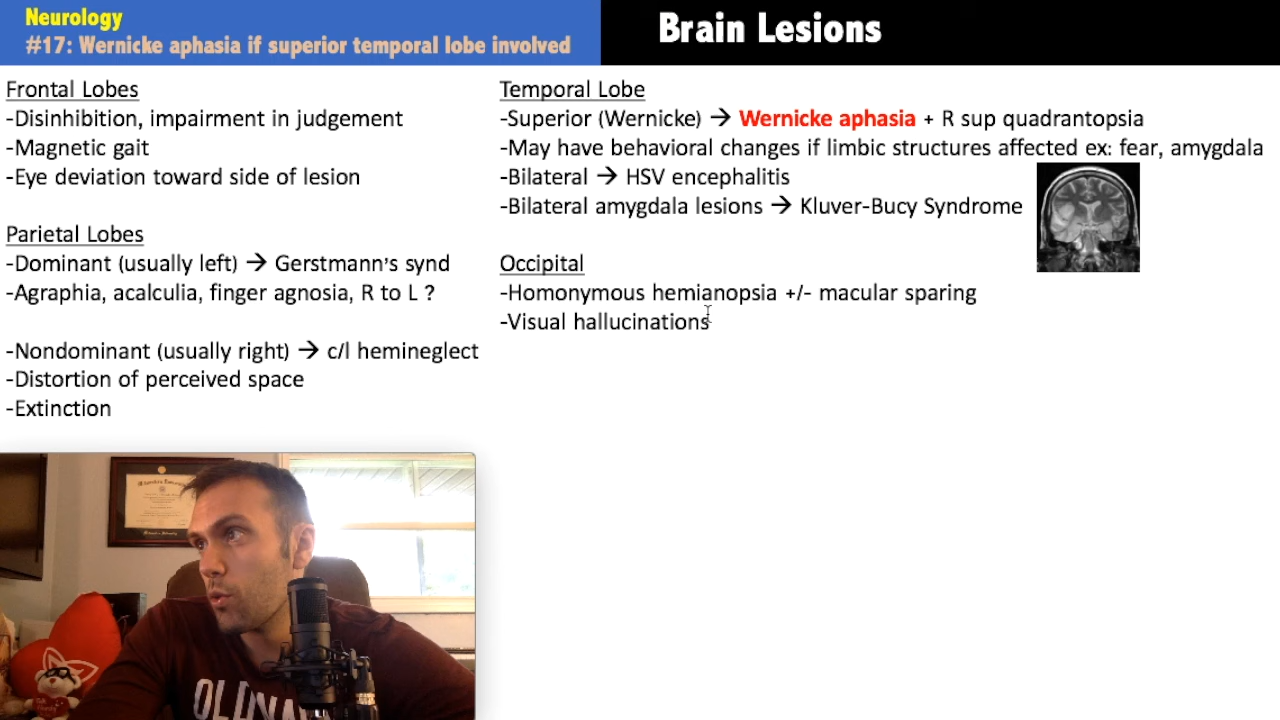 Neurology
#17: Wernicke aphasia if superior temporal lobe involved
Brain Lesions
Frontal Lobes
-Disinhibition, impairment in judgement
-Magnetic gait
-Eye deviation toward side of lesion
Parietal Lobes
-Dominant (usually left) → Gerstmann's synd
-Agraphia, acalculia, finger agnosia, R to L ?
-Nondominant (usually right) → c/l hemineglect
-Distortion of perceived space
-Extinction
Temporal Lobe
-Superior (Wernicke) → Wernicke aphasia + R sup quadrantopsia
-May have behavioral changes if limbic structures affected ex: fear, amygdala
-Bilateral → HSV encephalitis
-Bilateral amygdala lesions → Kluver-Bucy Syndrome
Occipital
-Homonymous hemianopsia +/- macular sparing
-Visual hallucinations